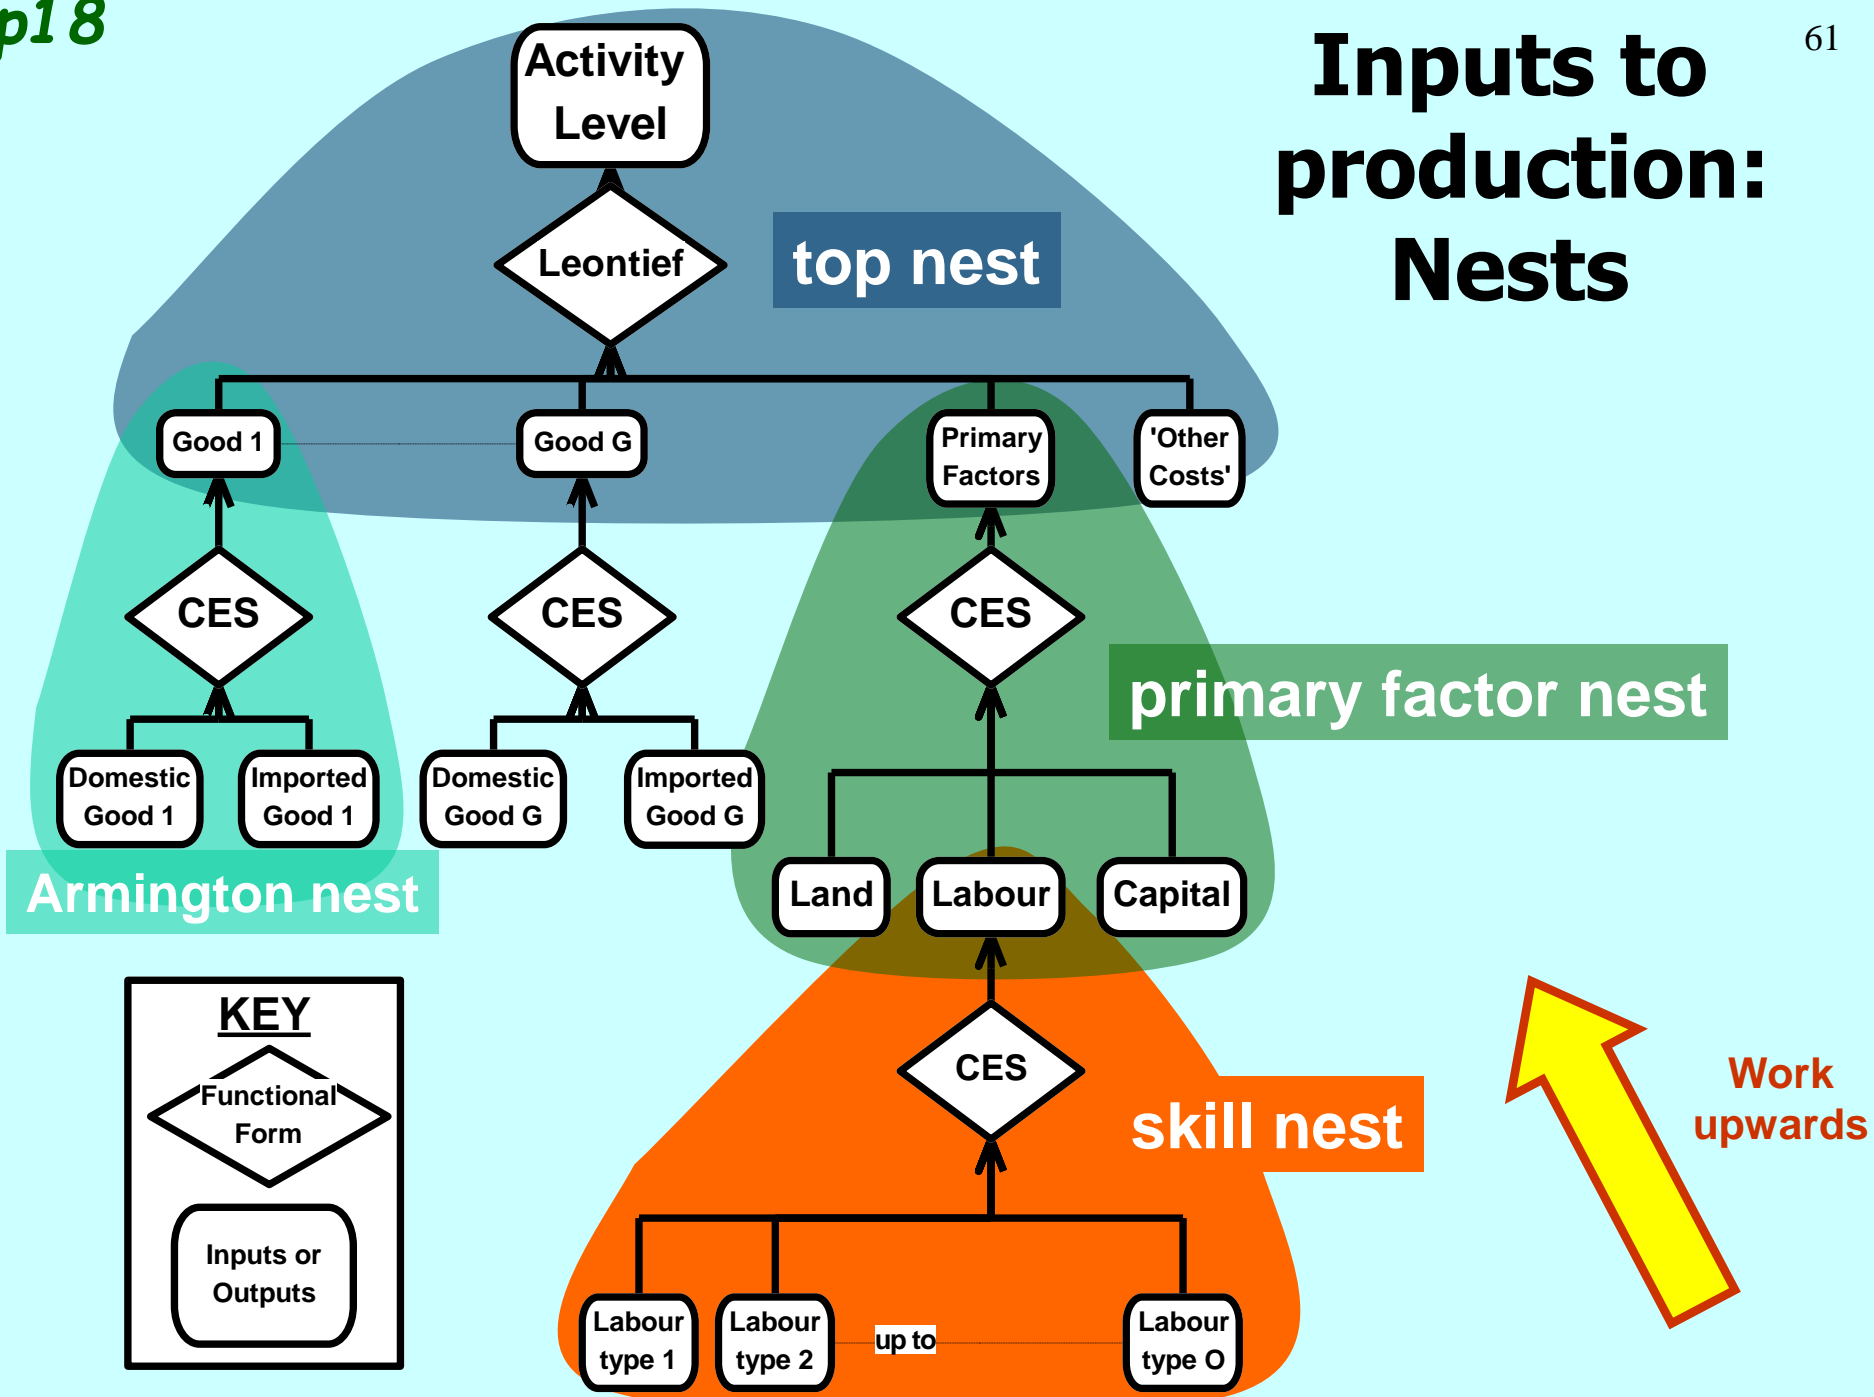 p18
61
Inputs to
production:
Nests
Activity
Level
Leontief
top nest
Good 1
Good G
Primary
Factors
'Other
Costs'
CES
CES
CES
primary factor nest
Domestic
Good 1
Imported
Good 1
Domestic
Good G
Imported
Good G
Armington nest
Land
Labour
Capital
KEY
Functional
Form
Inputs or
Outputs
CES
skill nest
Work
upwards
Labour
type 1
Labour
type 2
up to
Labour
type O